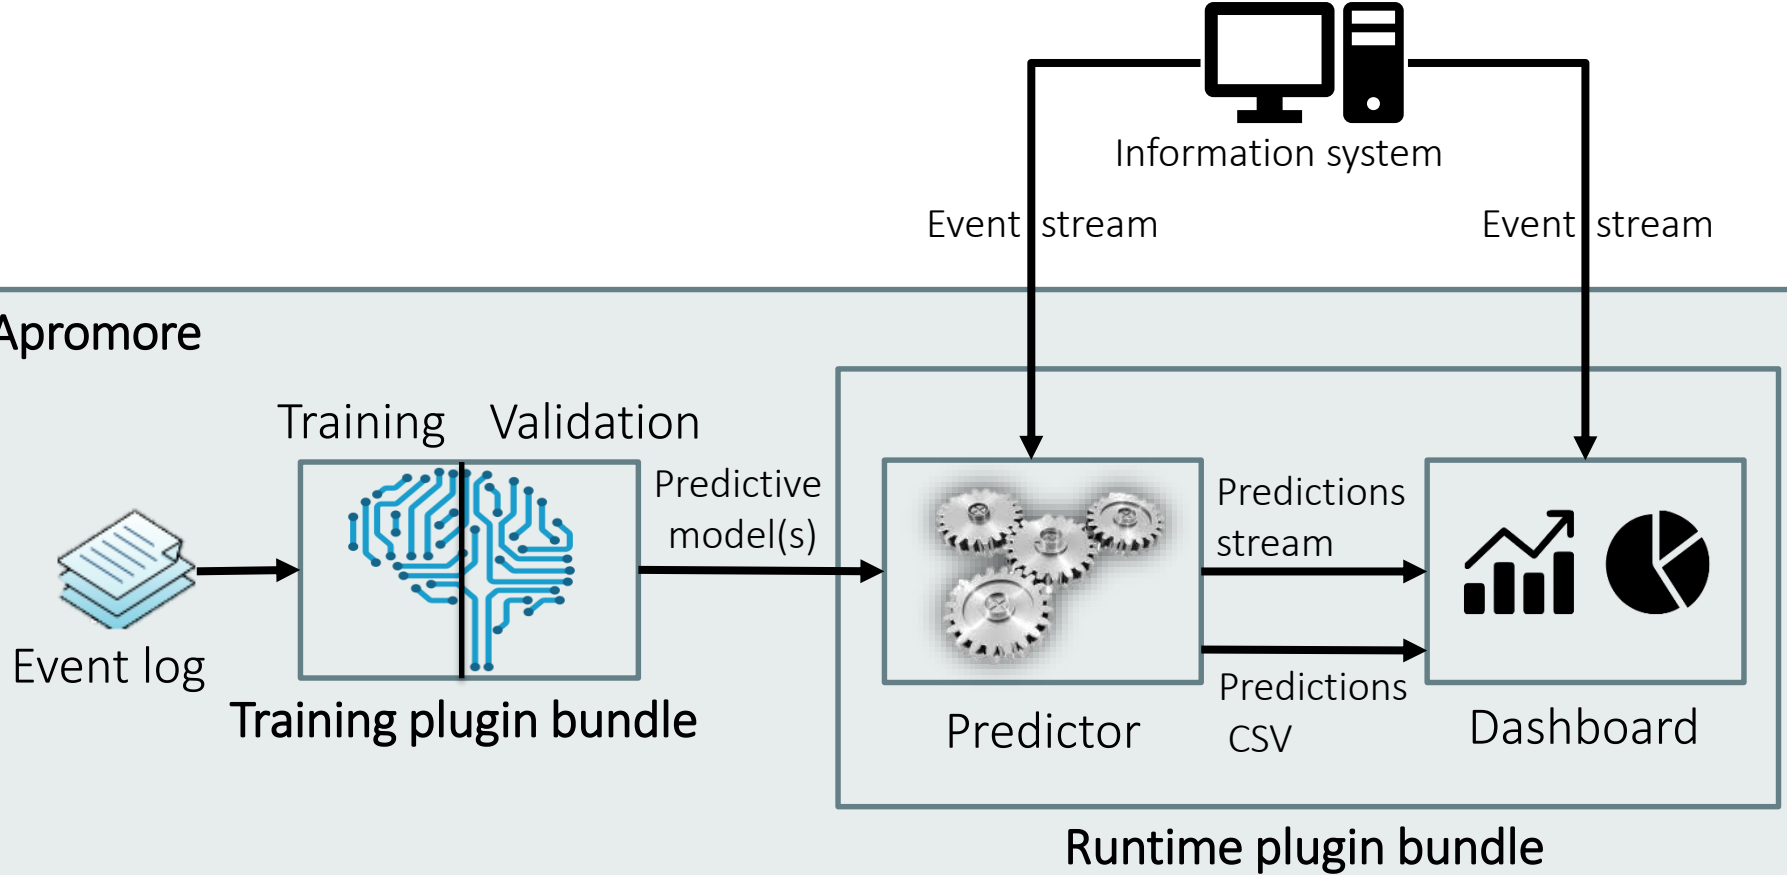 Information system
Event stream
Event stream
Apromore
Training
Validation
Predictive
model(s)
Predictions
stream
Event log
Training plugin bundle
Predictor
Predictions
CSV
Dashboard
Runtime plugin bundle